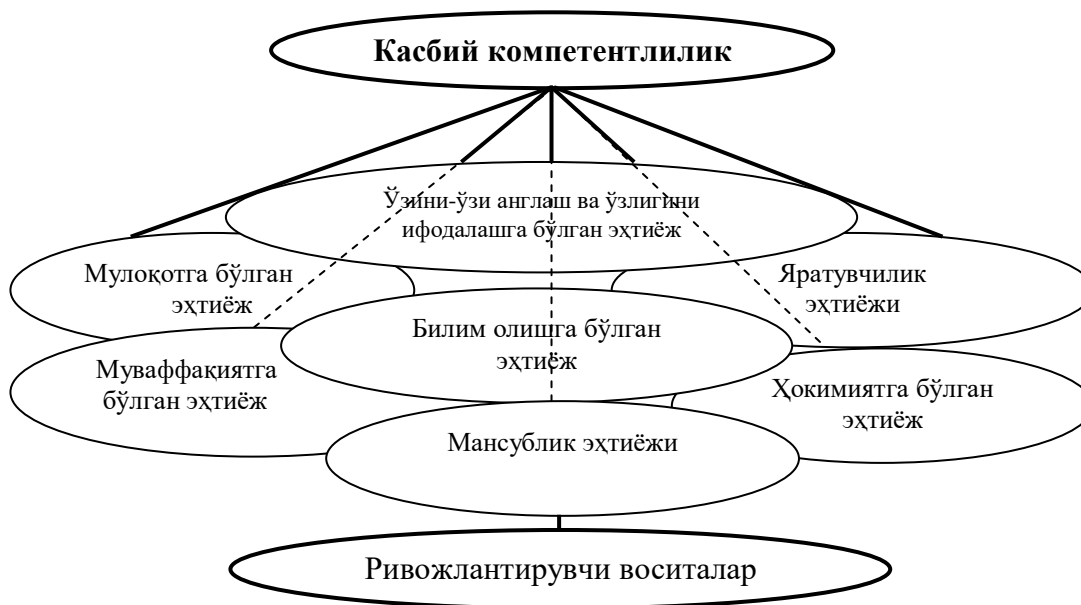 Касбий компетентлилик
Ўзини-ўзи англаш ва ўзлигини
ифодалашга бўлган эҳтиёж
Мулоқотга бўлган
эҳтиёж
Яратувчилик
эҳтиёжи
Билим олишга бўлган
эҳтиёж
Муваффақиятга
бўлган эҳтиёж
Ҳокимиятга бўлган
эҳтиёж
Мансублик эҳтиёжи
Ривожлантирувчи воситалар